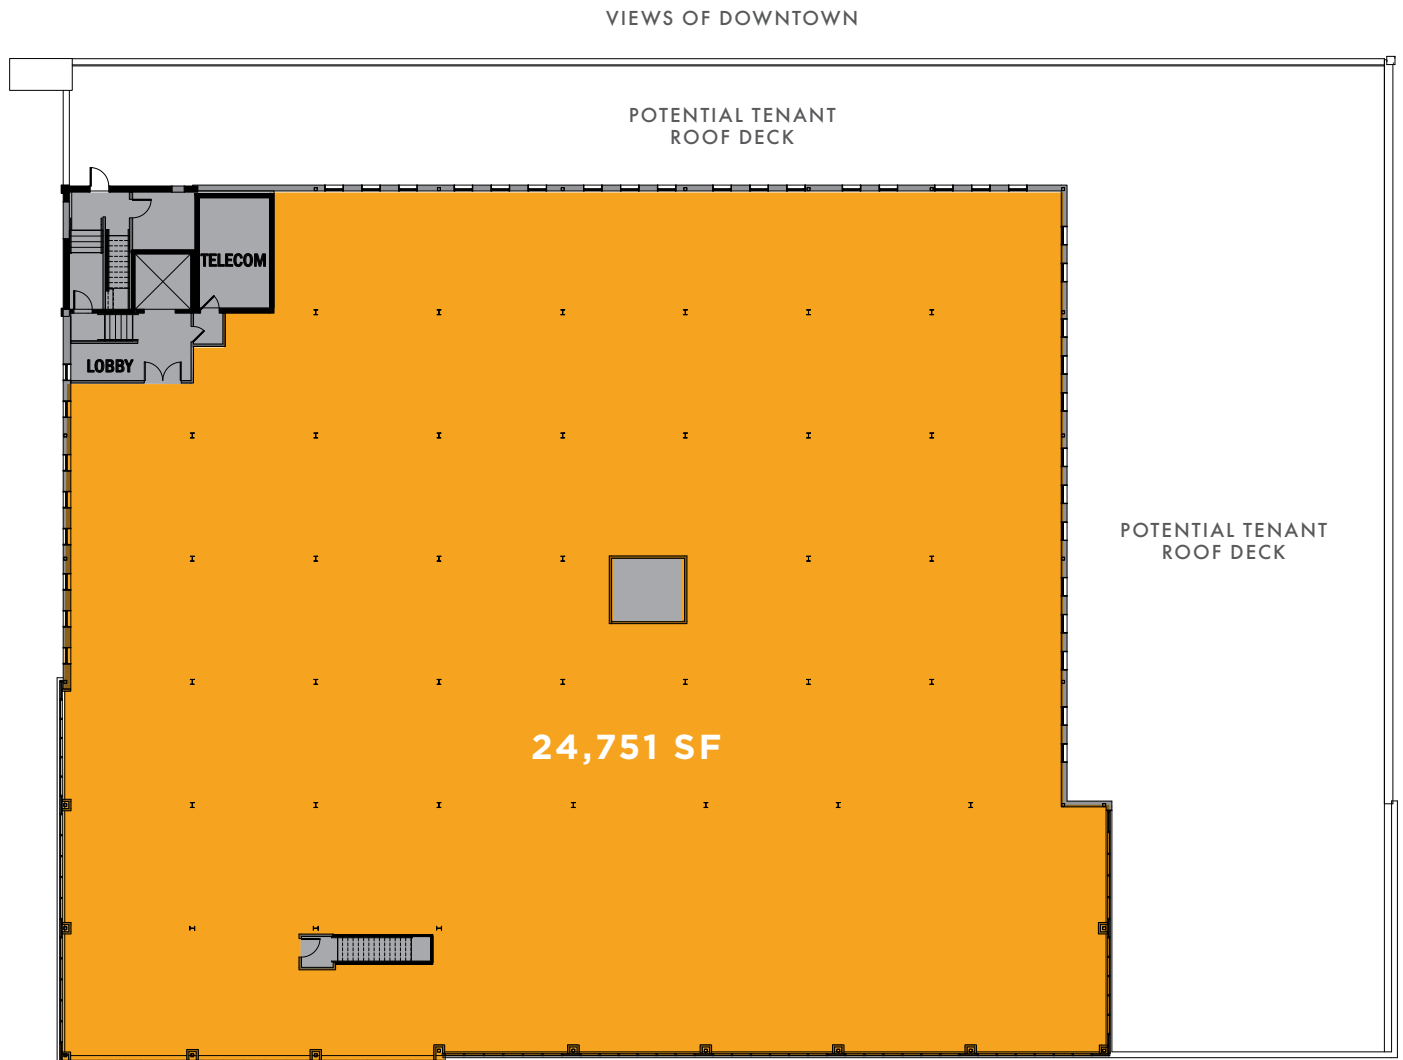 VIEWS OF DOWNTOWN
POTENTIAL TENANT
ROOF DECK
TELECOM
LOBBY
POTENTIAL TENANT
ROOF DECK
24,751 SF